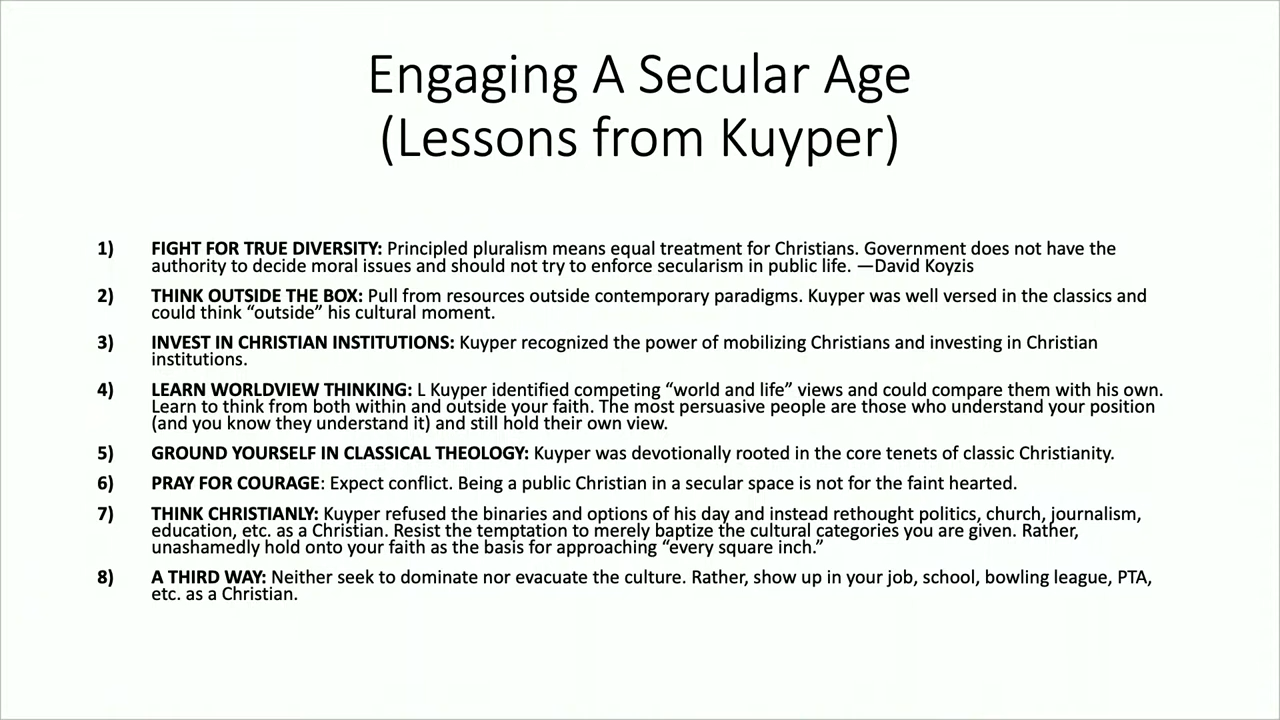 Engaging A Secular Age
(Lessons from Kuyper)
1) FIGHT FOR TRUE DIVERSITY: Principled pluralism means equal treatment for Christians. Government does not have the
authority to decide moral issues and should not try to enforce secularism in public life. —David Koyzis
2) THINK OUTSIDE THE BOX: Pull from resources outside contemporary paradigms. Kuyper was well versed in the classics and
could think “outside” his cultural moment.
3) INVEST IN CHRISTIAN INSTITUTIONS: Kuyper recognized the power of mobilizing Christians and investing in Christian
institutions.
4) LEARN WORLDVIEW THINKING: L Kuyper identified competing “world and life” views and could compare them with his own.
Learn to think from both within and outside your faith. The most persuasive people are those who understand your position
(and you know they understand it) and still hold their own view.
5) GROUND YOURSELF IN CLASSICAL THEOLOGY: Kuyper was devotionally rooted in the core tenets of classic Christianity.
6) PRAY FOR COURAGE: Expect conflict. Being a public Christian in a secular space is not for the faint hearted.
7) THINK CHRISTIANLY: Kuyper refused the binaries and options of his day and instead rethought politics, church, journalism,
education, etc. as a Christian. Resist the temptation to merely baptize the cultural categories you are given. Rather,
unashamedly hold onto your faith as the basis for approaching “every square inch.”
8) A THIRD WAY: Neither seek to dominate nor evacuate the culture. Rather, show up in your job, school, bowling league, PTA,
etc. as a Christian.